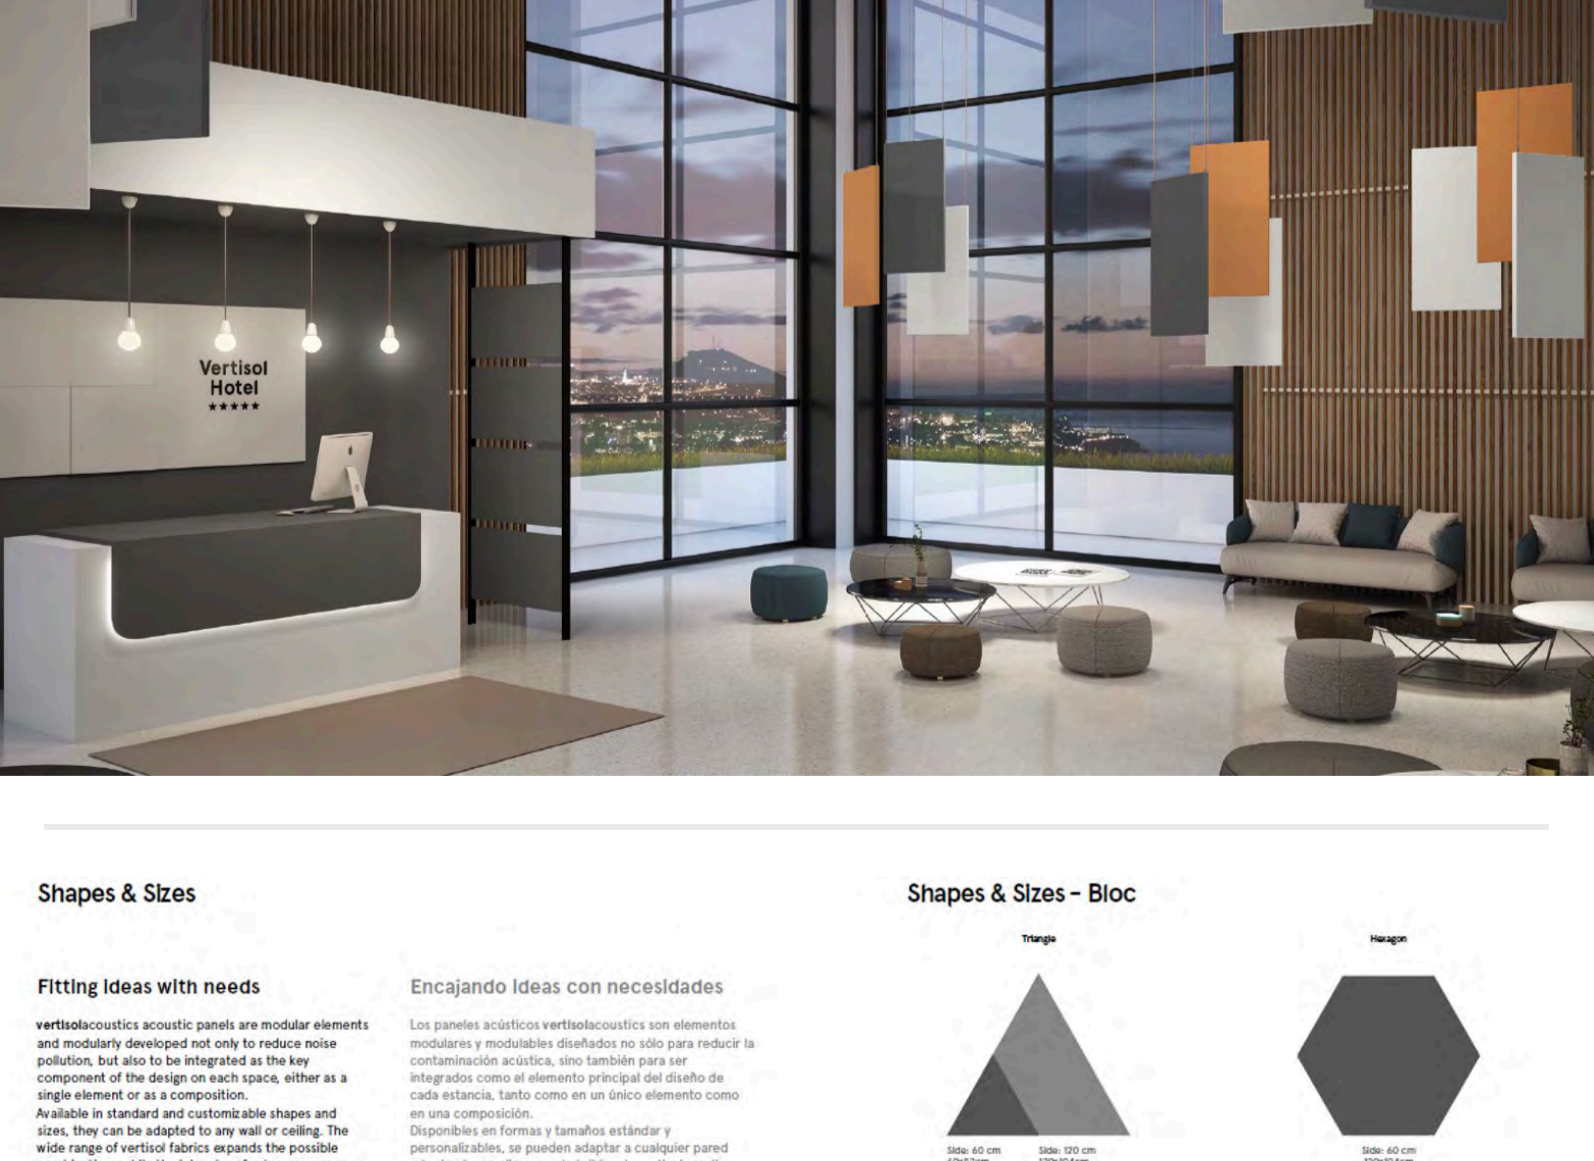 Vertisol
Hotel
★★★★★
Shapes & Sizes
Fitting ideas with needs
vertisolacoustics acoustic panels are modular elements
and modularly developed not only to reduce noise
pollution, but also to be integrated as the key
component of the design on each space, either as a
single element or as a composition.
Available in standard and customizable shapes and
sizes, they can be adapted to any wall or ceiling. The
wide range of vertisol fabrics expands the possible
Encajando ideas con necesidades
Los paneles acústicos vertisolacoustics son elementos
modulares y modulables diseñados no sólo para reducir la
contaminación acústica, sino también para ser
integrados como el elemento principal del diseño de
cada estancia, tanto como en un único elemento como
en una composición.
Disponibles en formas y tamaños estándar y
personalizables, se pueden adaptar a cualquier pared
Shapes & Sizes - Bloc
Triangle
Side: 60 cm
Side: 120 cm
Hexagon
Side: 60 cm